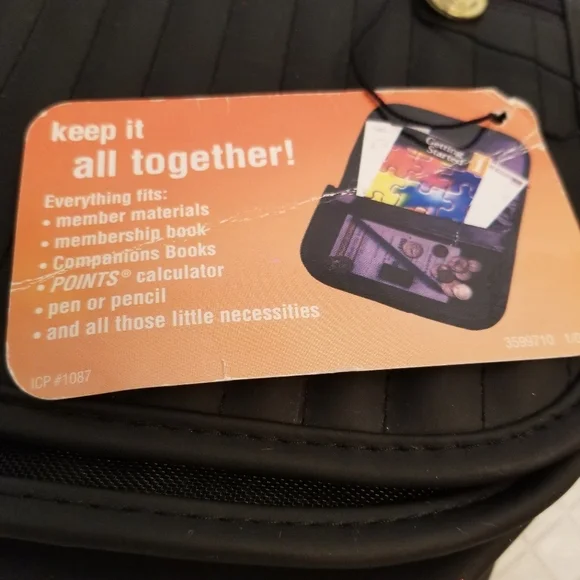 keep it
all together!
Everything fits:
• member materials
• membership book
• Companions Books
• POINTS® calculator
• pen or pencil
• and all those little necessities
Getting
Started
ICP #1087
3599710